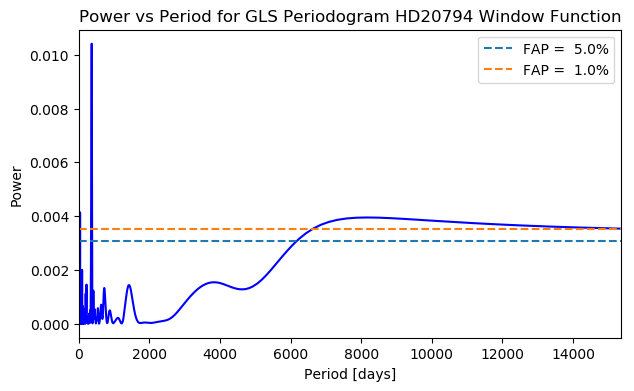 Power vs Period for GLS Periodogram HD20794 Window Function
FAP =  5.0%
FAP =  1.0%
0.010
0.008
0.006
0.004
0.002
0.000
Power
0
2000
4000
6000
8000
10000
12000
14000
Period [days]